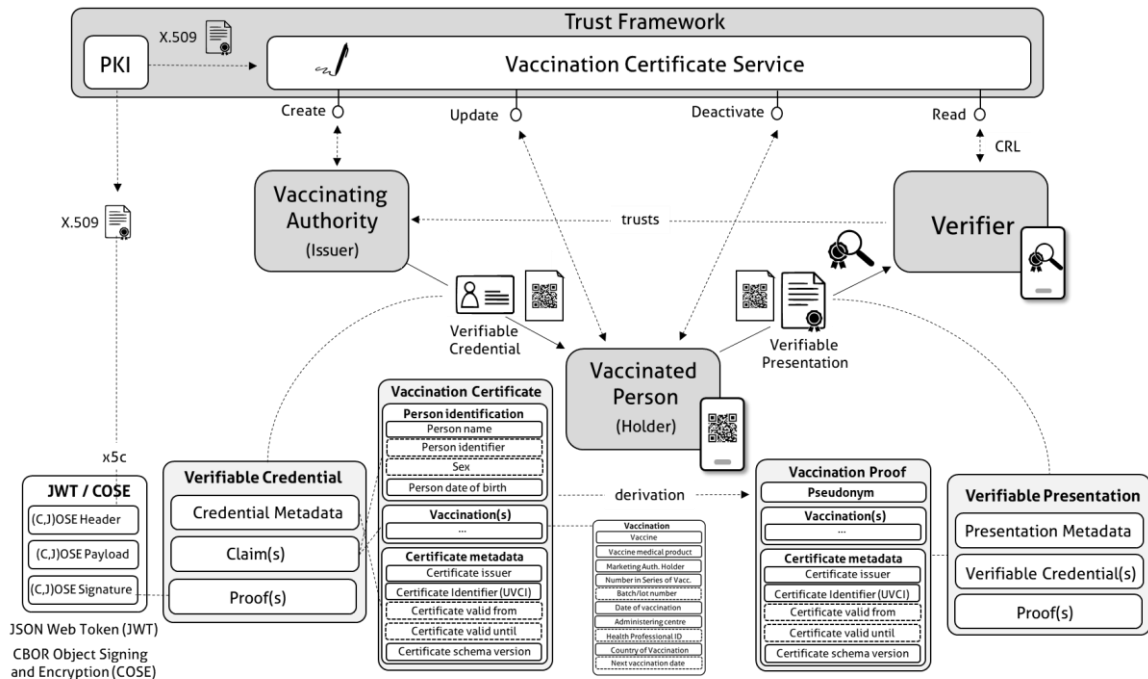 Trust Framework
X.509
PKI
Vaccination Certificate Service
Create
Update
Deactivate
Read
CRL
Vaccinating
Authority
(Issuer)
trusts
Verifier
X.509
Verifiable
Credential
Verifiable
Presentation
Vaccinated
Person
(Holder)
x5c
JWT / COSE
(C,J)OSE Header
(C,J)OSE Payload
(C,J)OSE Signature
JSON Web Token (JWT)
CBOR Object Signing
and Encryption (COSE)
Verifiable Credential
Credential Metadata
Claim(s)
Proof(s)
Vaccination Certificate
Person identification
Person name
Person identifier
Sex
Person date of birth
Vaccination(s)
...
Certificate metadata
Certificate issuer
Certificate Identifier (UVCI)
Certificate valid from
Certificate valid until
Certificate schema version
derivation
Vaccination
Vaccine
Vaccine medical product
Marketing Auth. Holder
Number in Series of Vacc.
Batch/lot number
Date of vaccination
Administering centre
Health Professional ID
Country of Vaccination
Next vaccination date
Vaccination Proof
Pseudonym
Vaccination(s)
...
Certificate metadata
Certificate issuer
Certificate Identifier (UVCI)
Certificate valid from
Certificate valid until
Certificate schema version
Verifiable Presentation
Presentation Metadata
Verifiable Credential(s)
Proof(s)